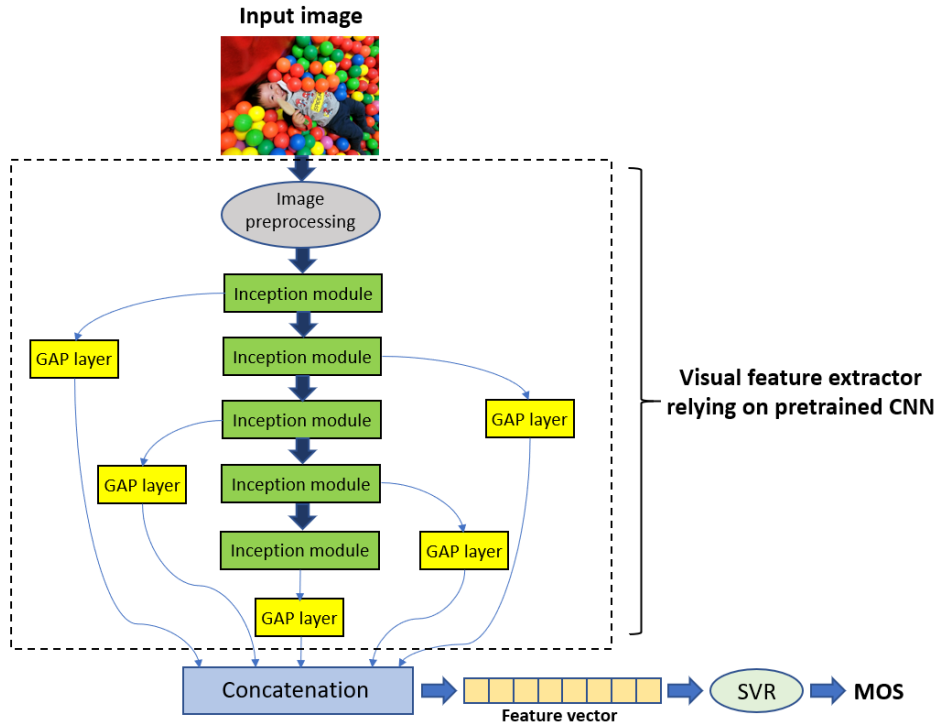 Input image
Image
preprocessing
Inception module
GAP layer
Inception module
GAP layer
Inception module
GAP layer
Inception module
GAP layer
Inception module
GAP layer
Visual feature extractor
relying on pretrained CNN
Concatenation
Feature vector
SVR
MOS